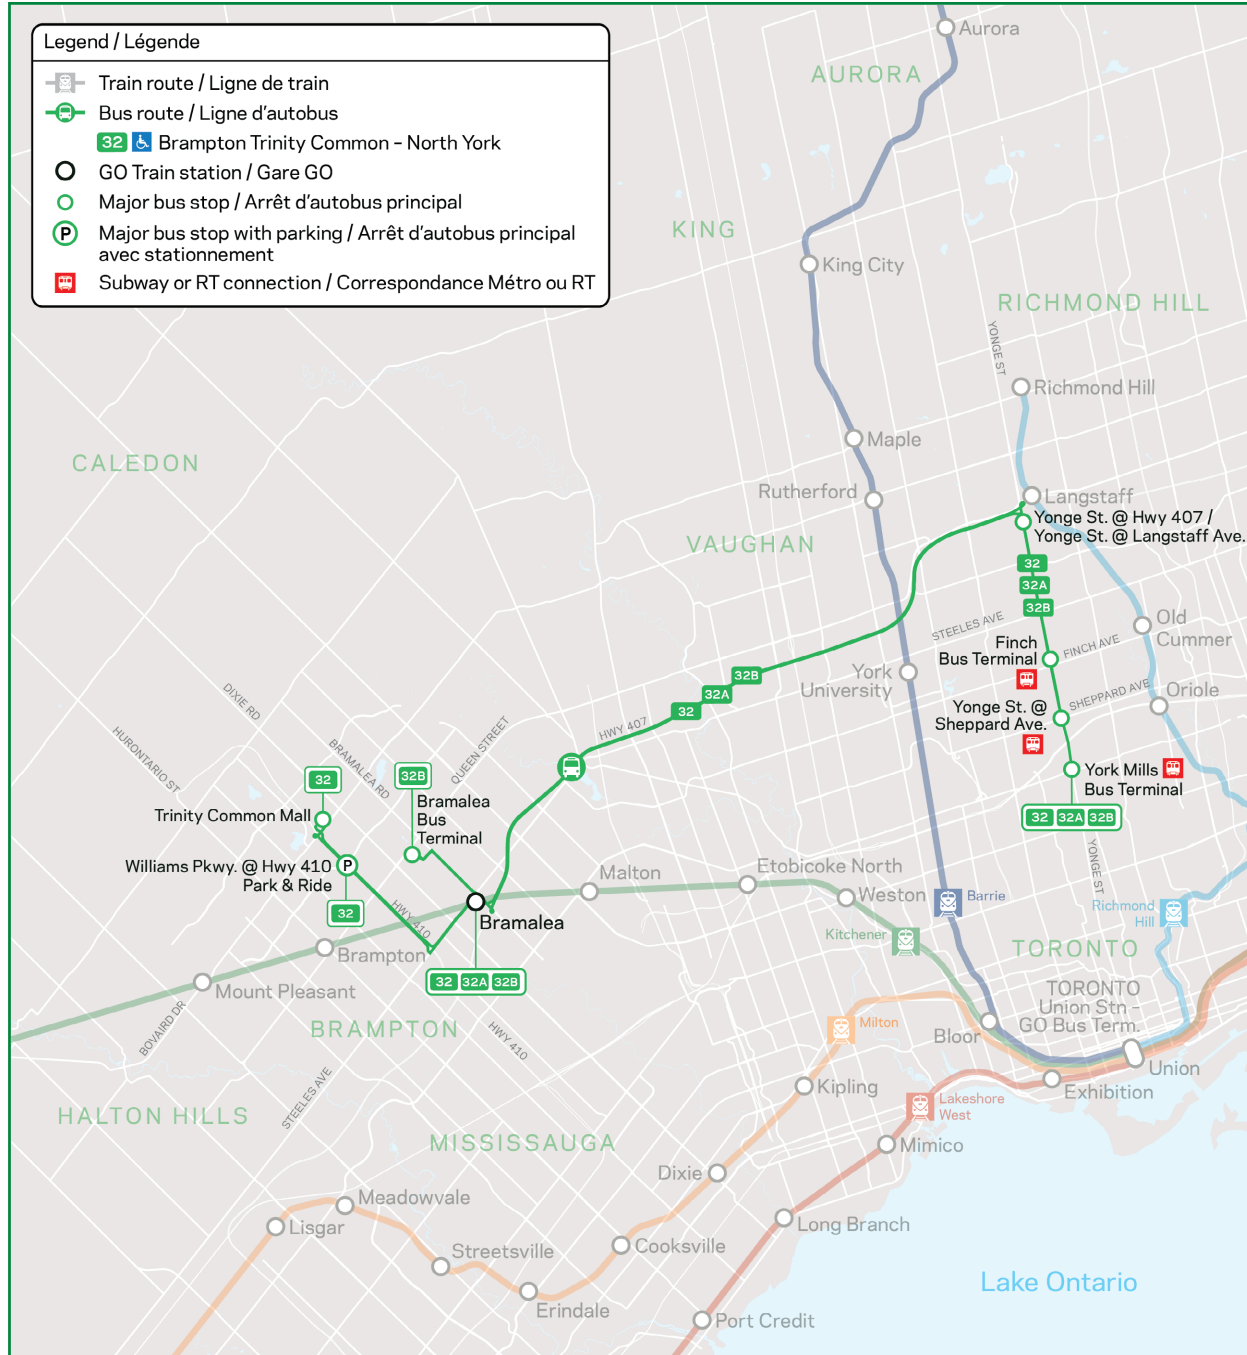 Legend / Légende
Train route / Ligne de train
Bus route / Ligne d'autobus
32 Brampton Trinity Common – North York
GO Train station / Gare GO
Major bus stop / Arrêt d'autobus principal
P Major bus stop with parking / Arrêt d'autobus principal
avec stationnement
Subway or RT connection / Correspondance Métro ou RT
Aurora
AURORA
KING
King City
RICHMOND HILL
YONGE ST
Richmond Hill
Maple
CALEDON
Rutherford
Langstaff
Yonge St. @ Hwy 407 /
Yonge St. @ Langstaff Ave.
VAUGHAN
32
32A
32B
STEELES AVE
Old
Cummer
Finch
Bus Terminal
FINCH AVE
York
University
32B
32A
32
SHEPPARD AVE
Oriole
Yonge St. @
Sheppard Ave.
HWY 407
DIXIE RD
HURONTARIO ST
BRAMALEA RD
QUEEN STREET
York Mills
Bus Terminal
32
32B
Bramalea
Bus
Terminal
Trinity Common Mall
32 32A 32B
YONGE ST
Williams Pkwy. @ Hwy 410
Park & Ride
P
32
HWY 410
Malton
Etobicoke North
Weston
Barrie
Richmond
Hill
Bramalea
Kitchener
TORONTO
Brampton
32 32A 32B
Mount Pleasant
BOVAIRD DR
BRAMPTON
HWY 410
TORONTO
Union Stn –
GO Bus Term.
Milton
Bloor
Union
Kipling
Exhibition
STEELES AVE
HALTON HILLS
Lakeshore
West
MISSISSAUGA
Mimico
Dixie
Meadowvale
Lisgar
Long Branch
Cooksville
Streetsville
Lake Ontario
Erindale
Port Credit